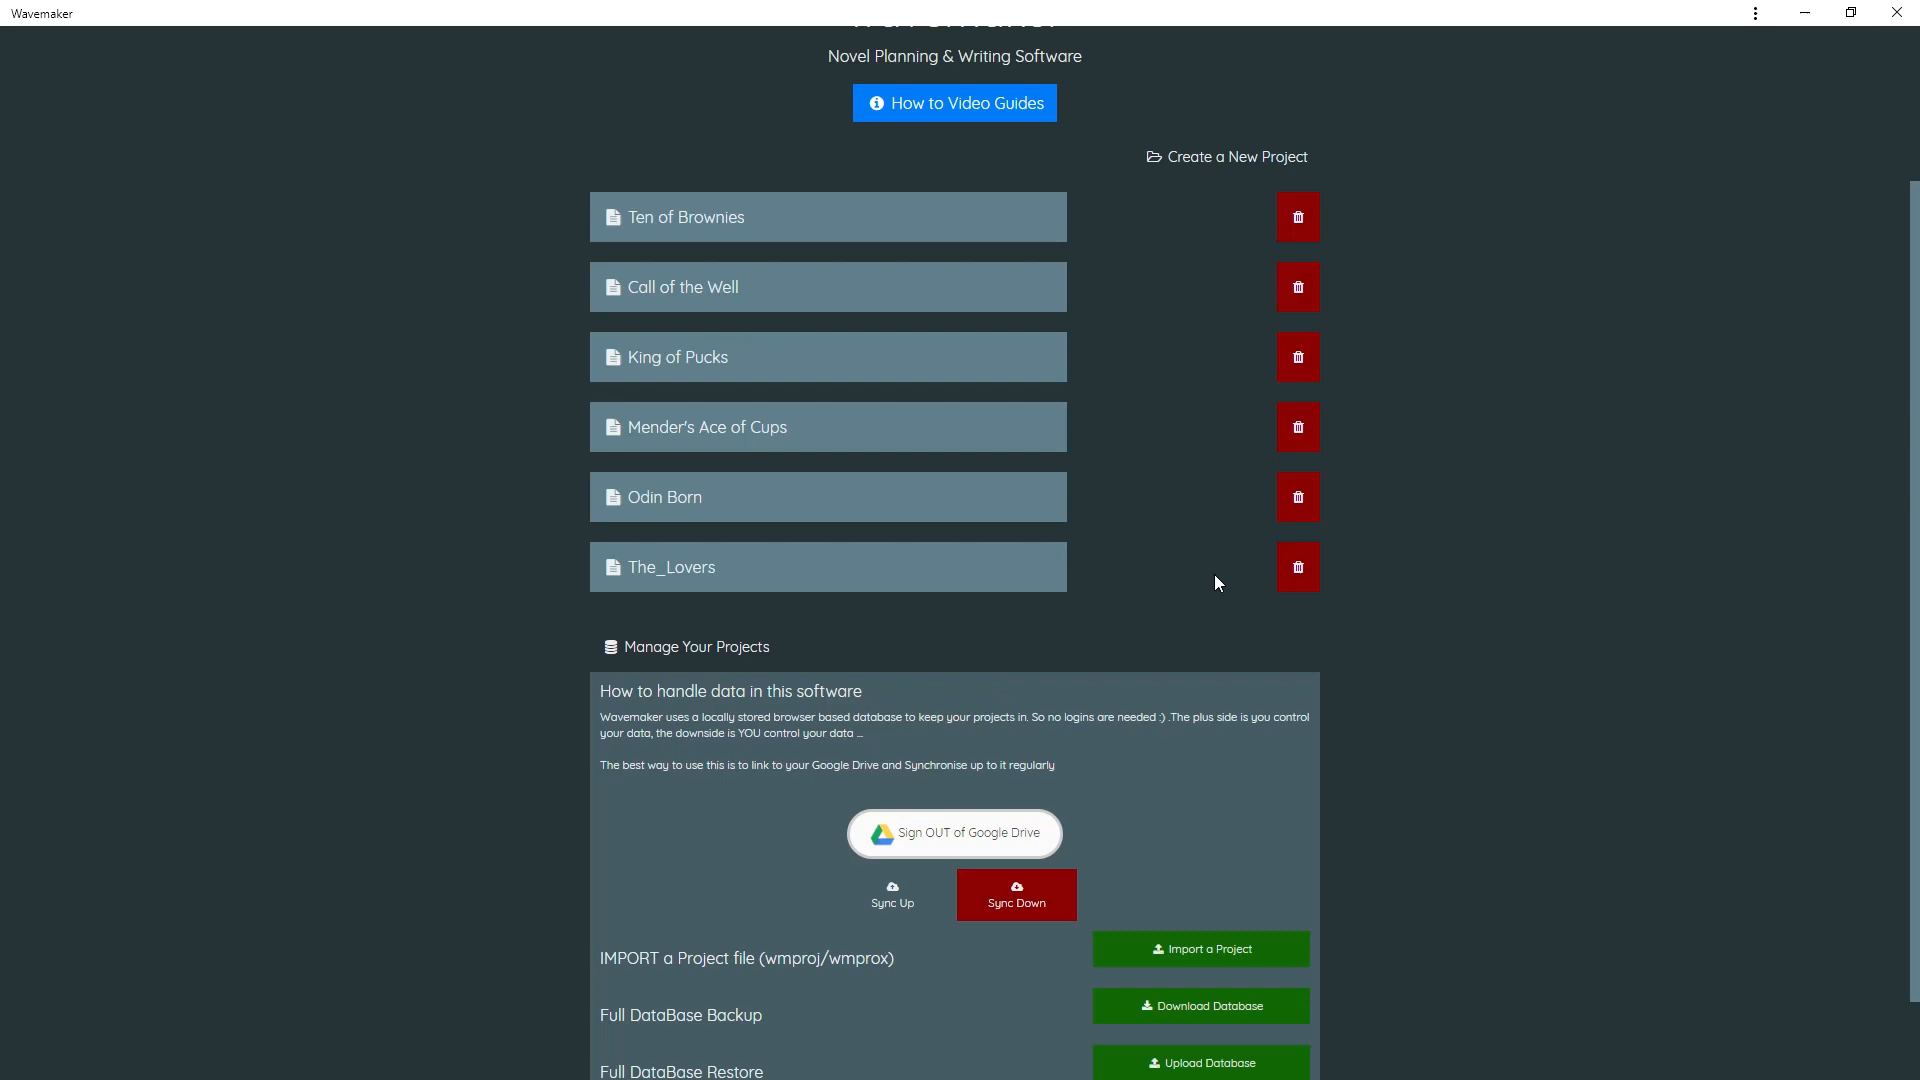 Wavemaker
Novel Planning & Writing Software
How to Video Guides
Create a New Project
Ten of Brownies
Call of the Well
King of Pucks
Mender's Ace of Cups
Odin Born
The_Lovers
Manage Your Projects
How to handle data in this software
Wavemaker uses a locally stored browser based database to keep your projects in. So no logins are needed :) .The plus side is you control
your data, the downside is YOU control your data ...
The best way to use this is to link to your Google Drive and Synchronise up to it regularly
Sign OUT of Google Drive
Sync Up
Sync Down
IMPORT a Project file (wmproj/wmprox)
Import a Project
Full DataBase Backup
Download Database
Full DataBase Restore
Upload Database